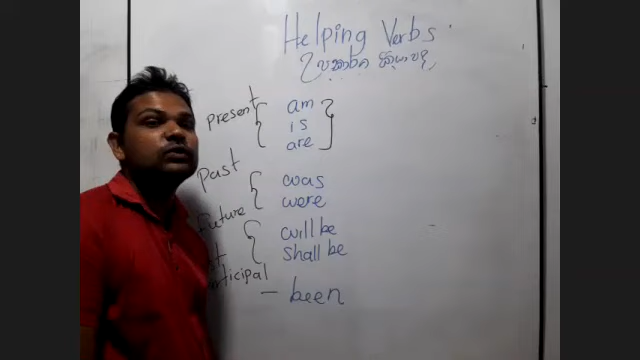 Helping Verbs
present { am
is
are
past { was
were
future { will be
shall be
– been